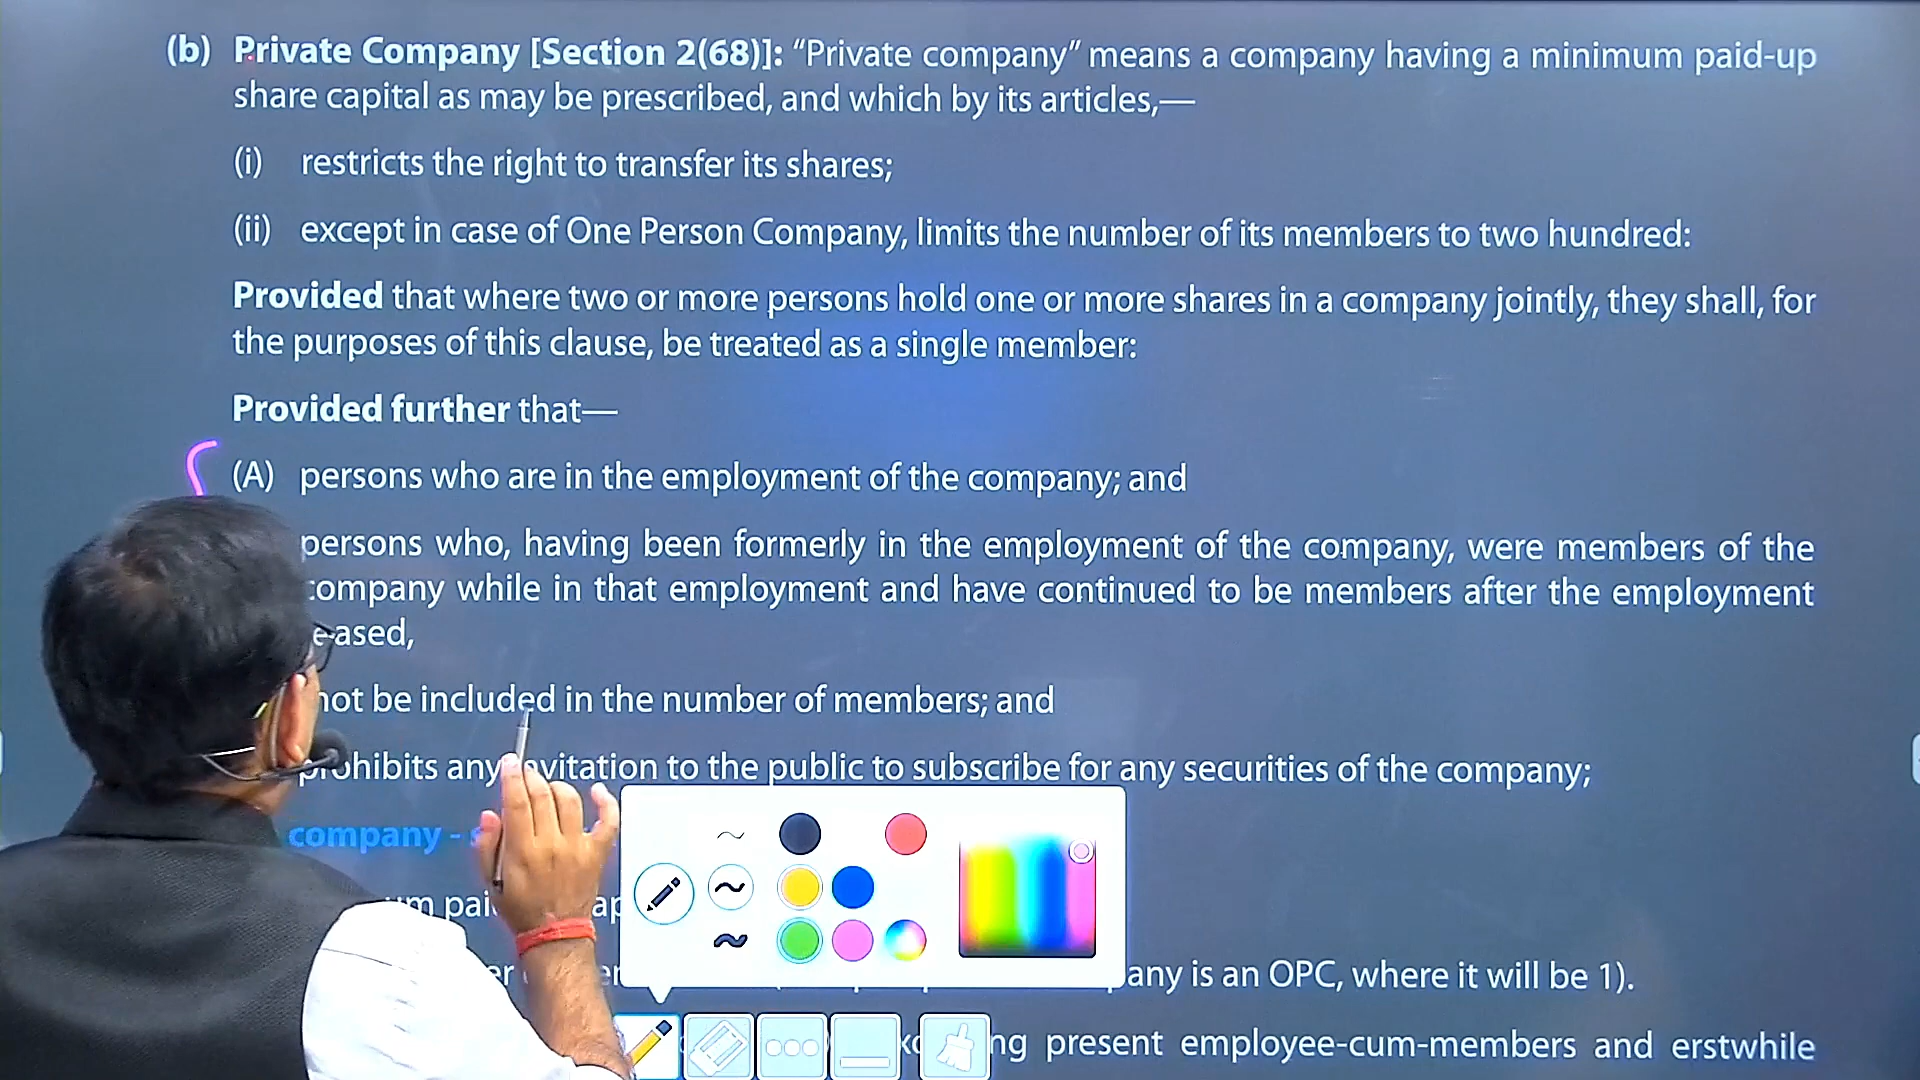 (b) Private Company [Section 2(68)]: “Private company” means a company having a minimum paid-up
share capital as may be prescribed, and which by its articles,—
(i) restricts the right to transfer its shares;
(ii) except in case of One Person Company, limits the number of its members to two hundred:
Provided that where two or more persons hold one or more shares in a company jointly, they shall, for
the purposes of this clause, be treated as a single member:
Provided further that—
(A) persons who are in the employment of the company; and
persons who, having been formerly in the employment of the company, were members of the
company while in that employment and have continued to be members after the employment
eased,
not be included in the number of members; and
prohibits any invitation to the public to subscribe for any securities of the company;
company -
any is an OPC, where it will be 1).
ng present employee-cum-members and erstwhile